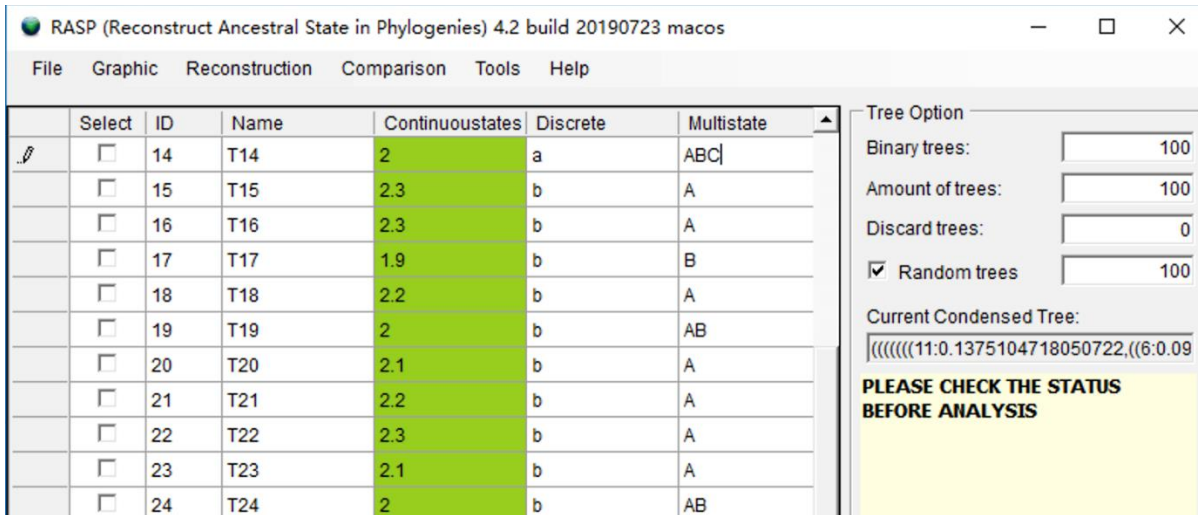 RASP (Reconstruct Ancestral State in Phylogenies) 4.2 build 20190723 macos
File Graphic Reconstruction Comparison Tools Help
Select ID Name Continuoustates Discrete Multistate
14 T14 2 a ABC
15 T15 2.3 b A
16 T16 2.3 b A
17 T17 1.9 b B
18 T18 2.2 b A
19 T19 2 b AB
20 T20 2.1 b A
21 T21 2.2 b A
22 T22 2.3 b A
23 T23 2.1 b A
24 T24 2 b AB
Tree Option
Binary trees: 100
Amount of trees: 100
Discard trees: 0
Random trees 100
Current Condensed Tree:
(((((((11:0.1375104718050722,((6:0.09
PLEASE CHECK THE STATUS
BEFORE ANALYSIS